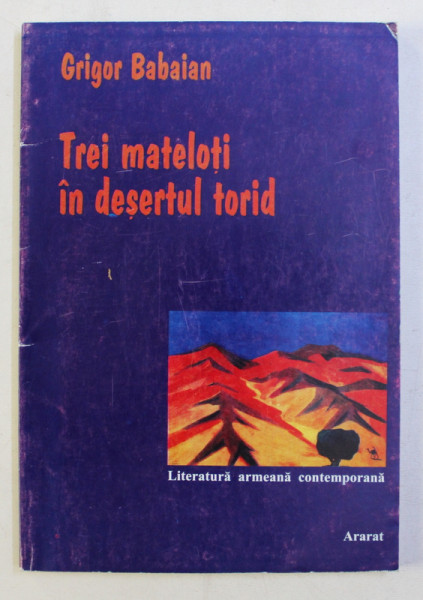 Grigor Babaian
Trei mateloți
în deșertul torid
Literatură armeană contemporană
Ararat